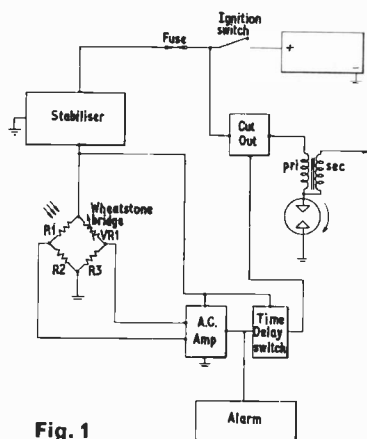 Ignition
switch
Fuse
+
-
Stabiliser
Cut
Out
pri
sec
Wheatstone
bridge
R1
VR1
R2
R3
A.C.
Amp
Time
Delay
switch
Alarm
Fig. 1